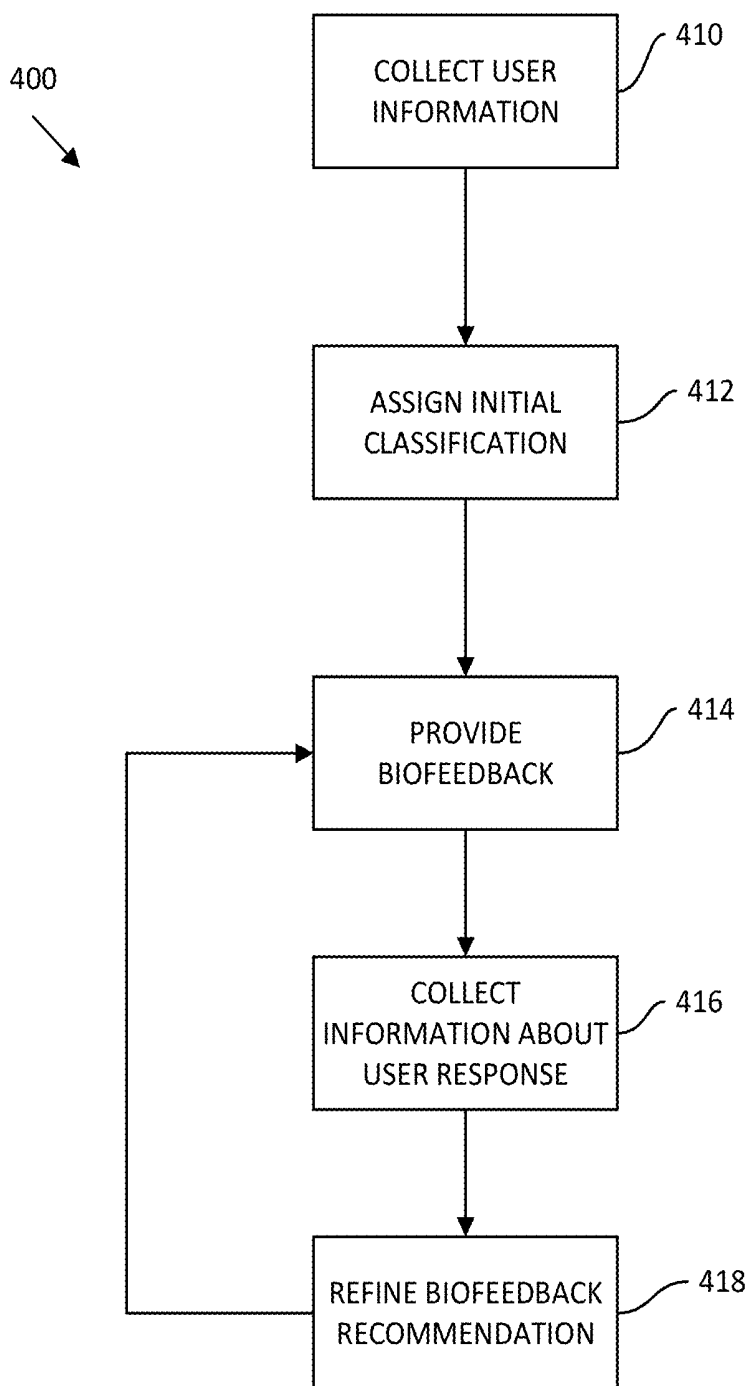 410
COLLECT USER
INFORMATION
400
412
ASSIGN INITIAL
CLASSIFICATION
414
PROVIDE
BIOFEEDBACK
COLLECT
INFORMATION ABOUT
USER RESPONSE
416
REFINE BIOFEEDBACK
RECOMMENDATION
418